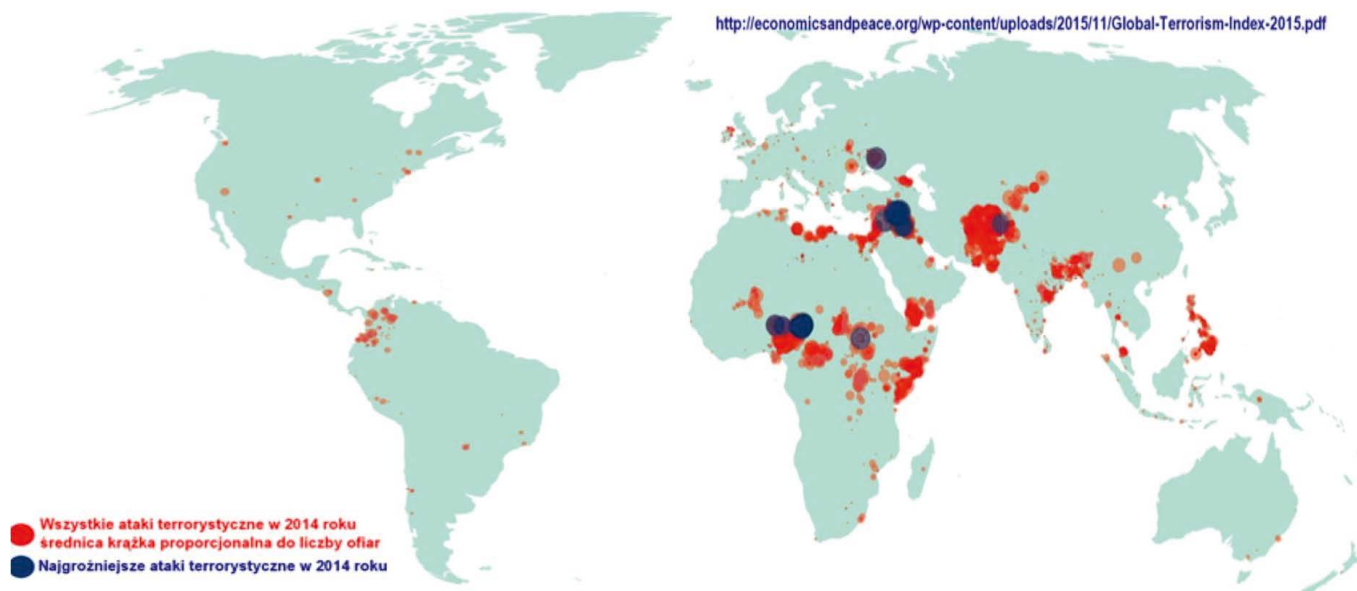 http://economicsandpeace.org/wp-content/uploads/2015/11/Global-Terrorism-Index-2015.pdf
Wszystkie ataki terrorystyczne w 2014 roku
średnica krążka proporcjonalna do liczby ofiar
Najgroźniejsze ataki terrorystyczne w 2014 roku